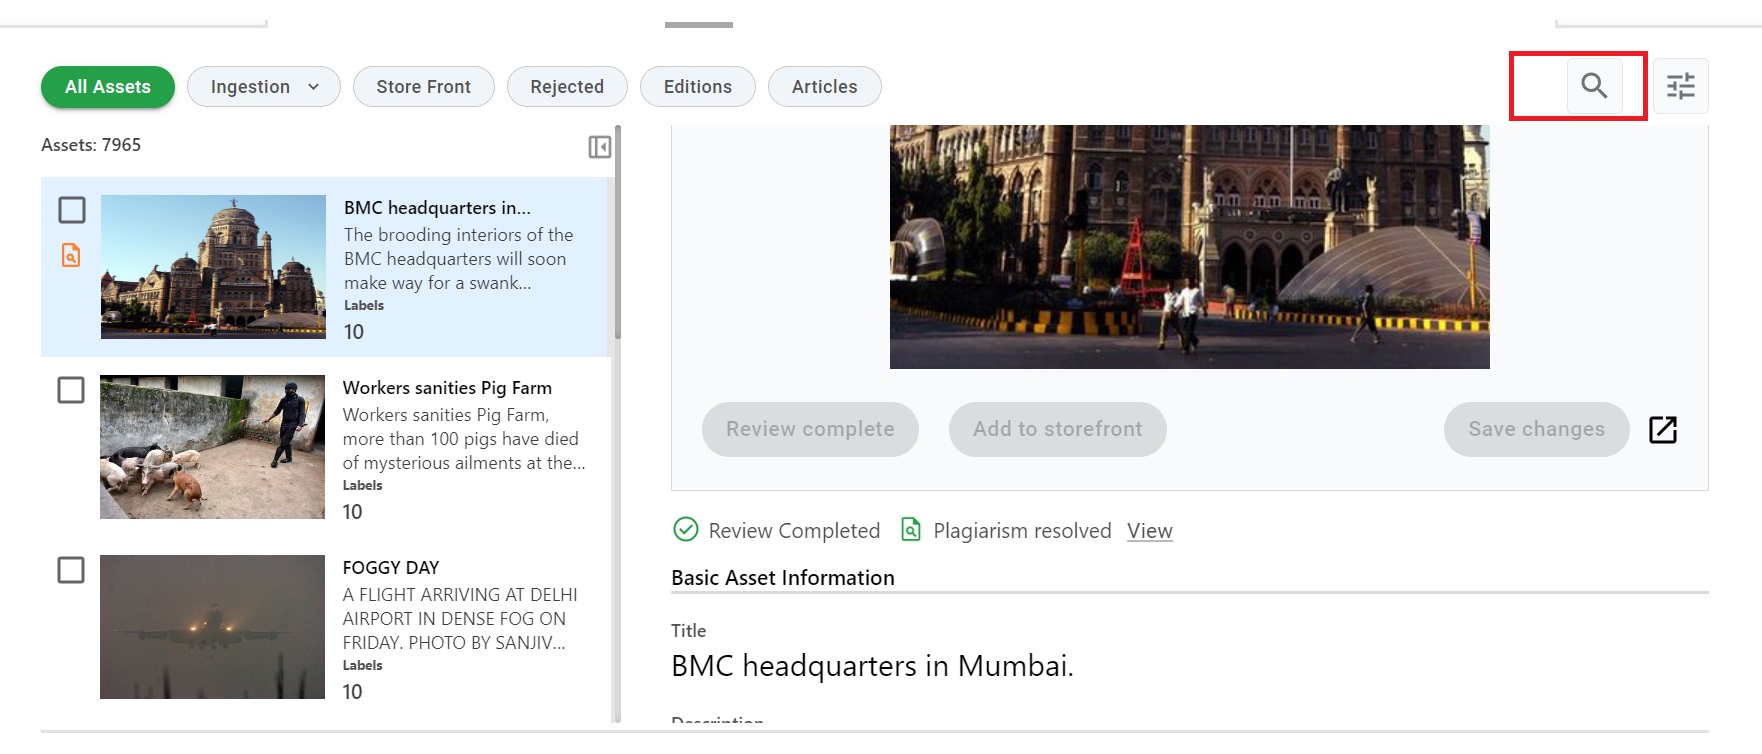 All Assets
Ingestion
Store Front
Rejected
Editions
Articles
Assets: 7965
BMC headquarters in...
The brooding interiors of the
BMC headquarters will soon
make way for a swank...
Labels
10
Workers sanities Pig Farm
Workers sanities Pig Farm,
more than 100 pigs have died
of mysterious ailments at the...
Labels
10
FOGGY DAY
A FLIGHT ARRIVING AT DELHI
AIRPORT IN DENSE FOG ON
FRIDAY. PHOTO BY SANJIV...
Labels
10
Review complete
Add to storefront
Save changes
Review Completed
Plagiarism resolved
View
Basic Asset Information
Title
BMC headquarters in Mumbai.
Description